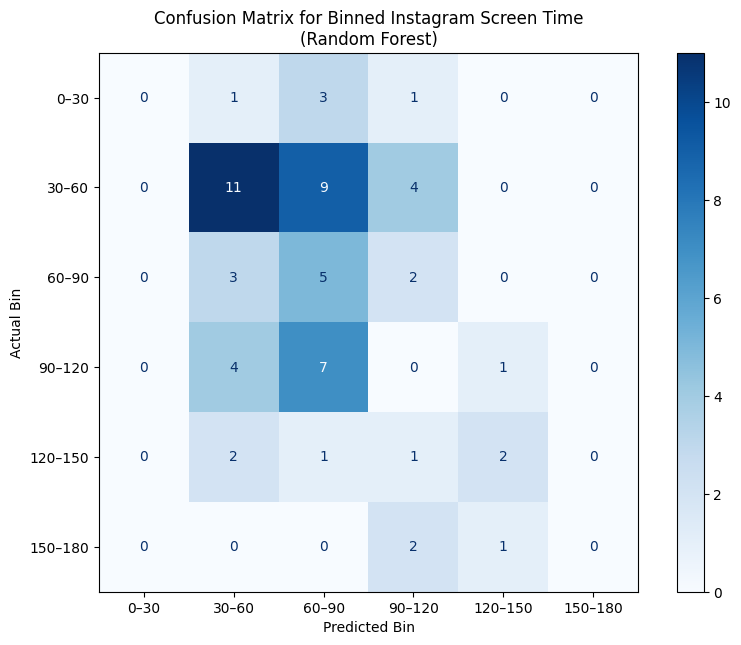 Confusion Matrix for Binned Instagram Screen Time
(Random Forest)
0–30 0 1 3 1 0 0
30–60 0 11 9 4 0 0
60–90 0 3 5 2 0 0
90–120 0 4 7 0 1 0
120–150 0 2 1 1 2 0
150–180 0 0 0 2 1 0
0–30 30–60 60–90 90–120 120–150 150–180
Predicted Bin
Actual Bin
10
8
6
4
2
0